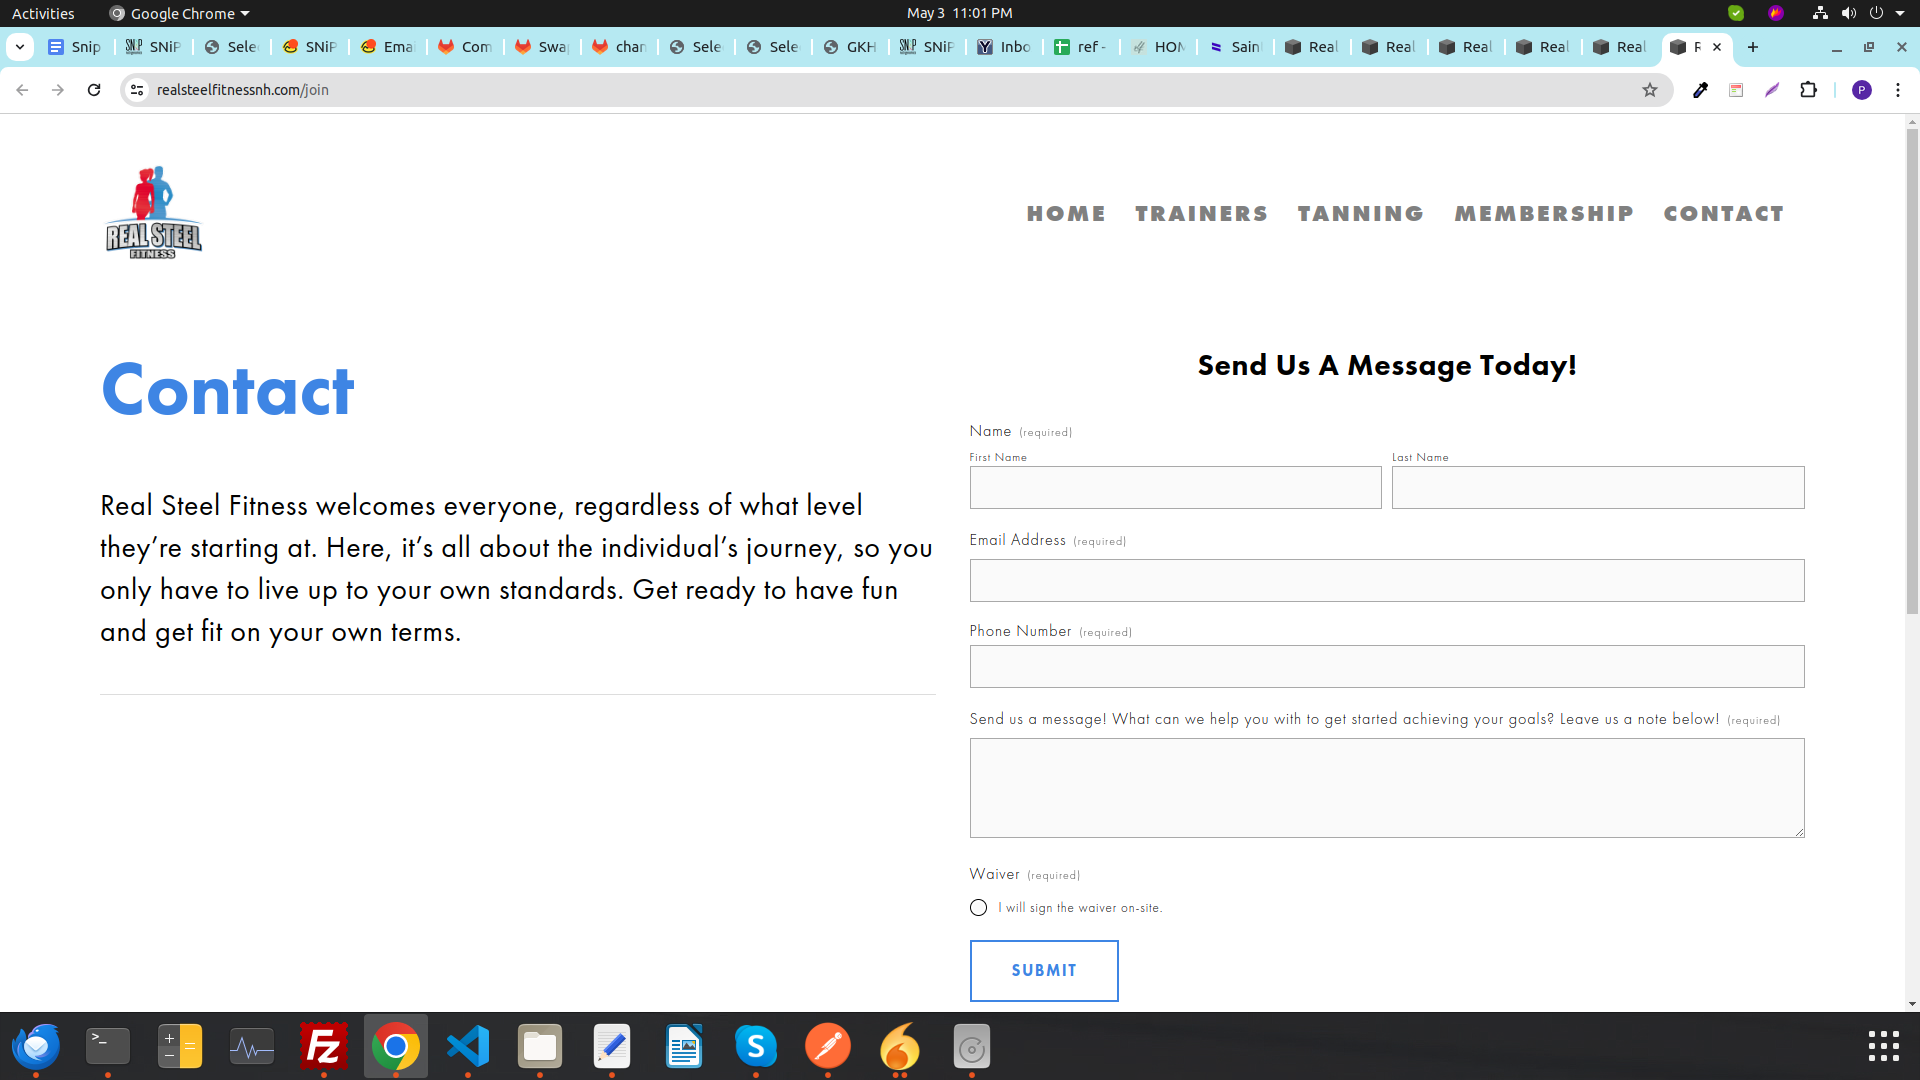 Activities
Google Chrome
May 3 11:01 PM
Snip
SNiP
Sele
SNiP
Emai
Com
Swa
chan
Sele
Sele
GKH
SNiP
Inbo
ref -
HOM
Sain
Real
Real
Real
Real
Real
R
realsteelfitnessnh.com/join
P
REAL STEEL
FITNESS
HOME
TRAINERS
TANNING
MEMBERSHIP
CONTACT
Contact
Real Steel Fitness welcomes everyone, regardless of what level
they’re starting at. Here, it’s all about the individual’s journey, so you
only have to live up to your own standards. Get ready to have fun
and get fit on your own terms.
Send Us A Message Today!
Name (required)
First Name
Last Name
Email Address (required)
Phone Number (required)
Send us a message! What can we help you with to get started achieving your goals? Leave us a note below! (required)
Waiver (required)
I will sign the waiver on-site.
SUBMIT